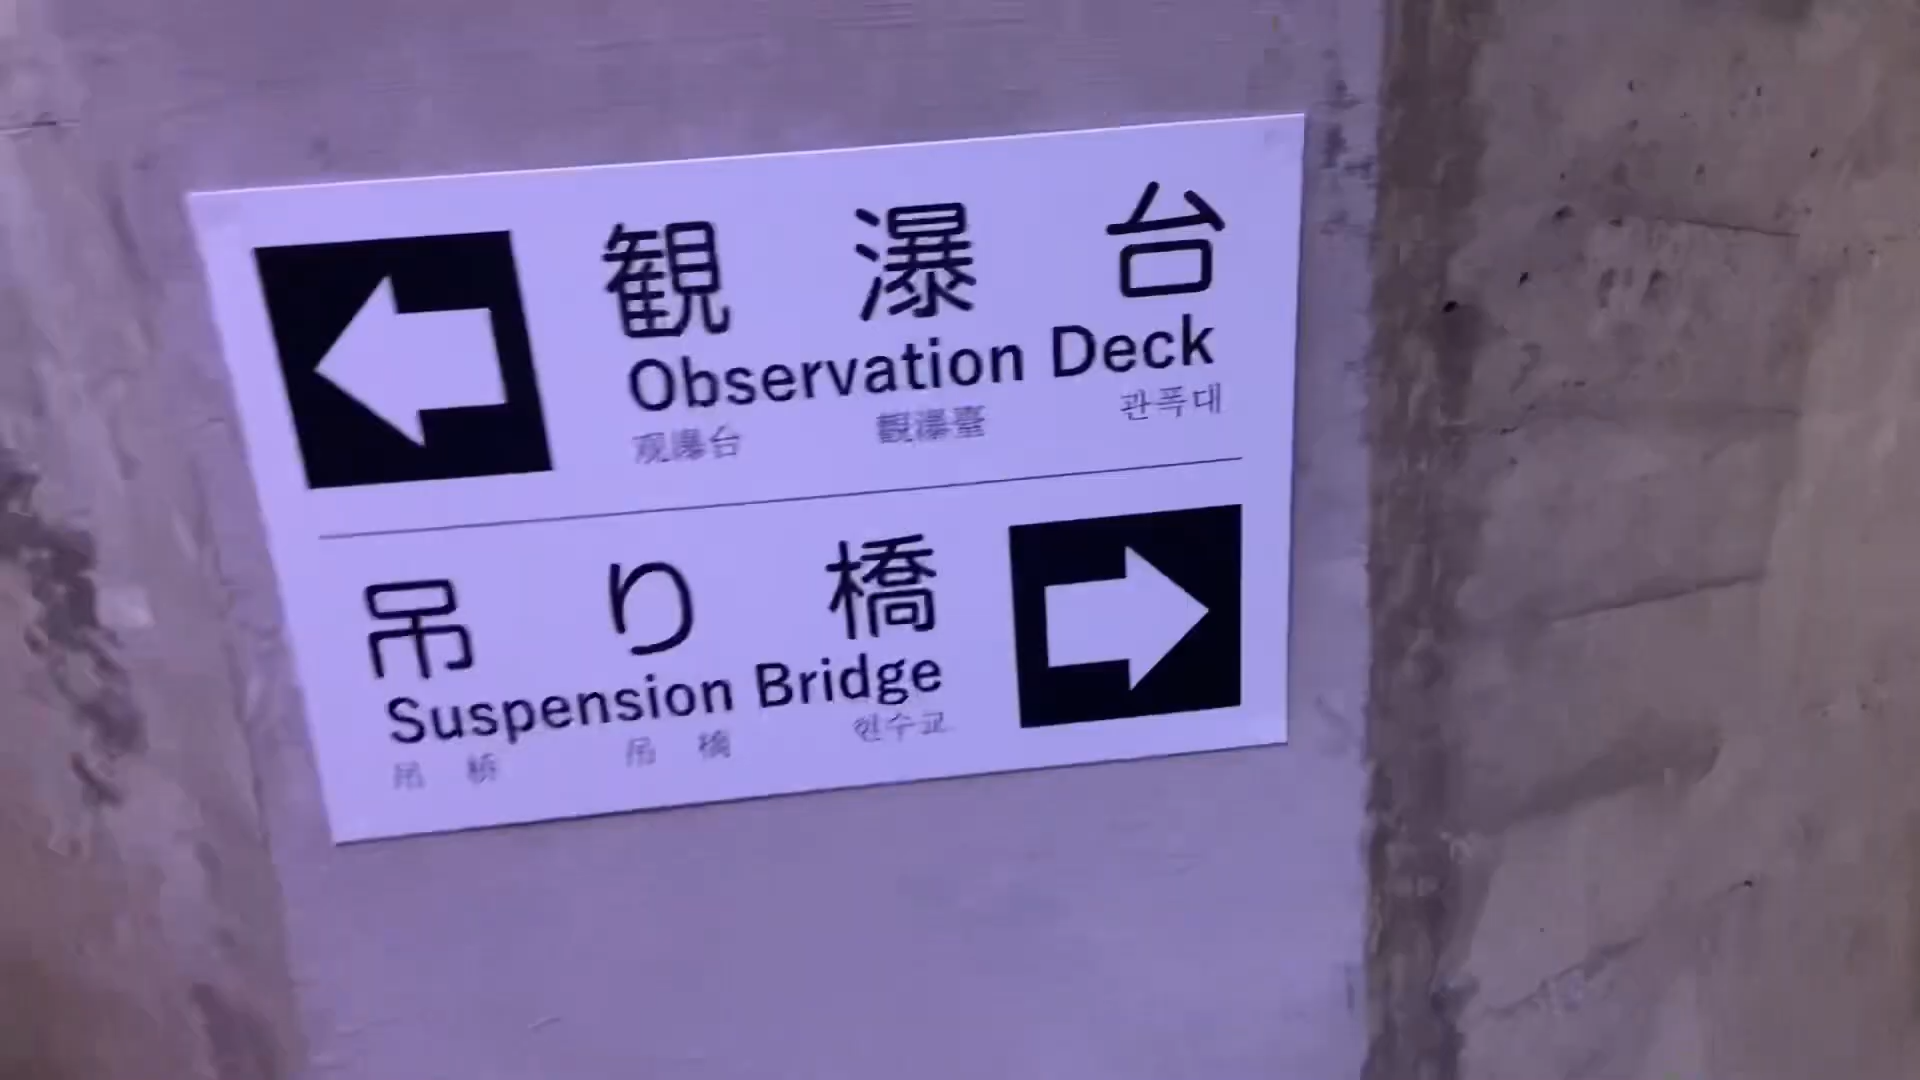 観瀑台
Observation Deck
观瀑台 觀瀑臺 관폭대
吊り橋
Suspension Bridge
吊桥 吊橋 현수교